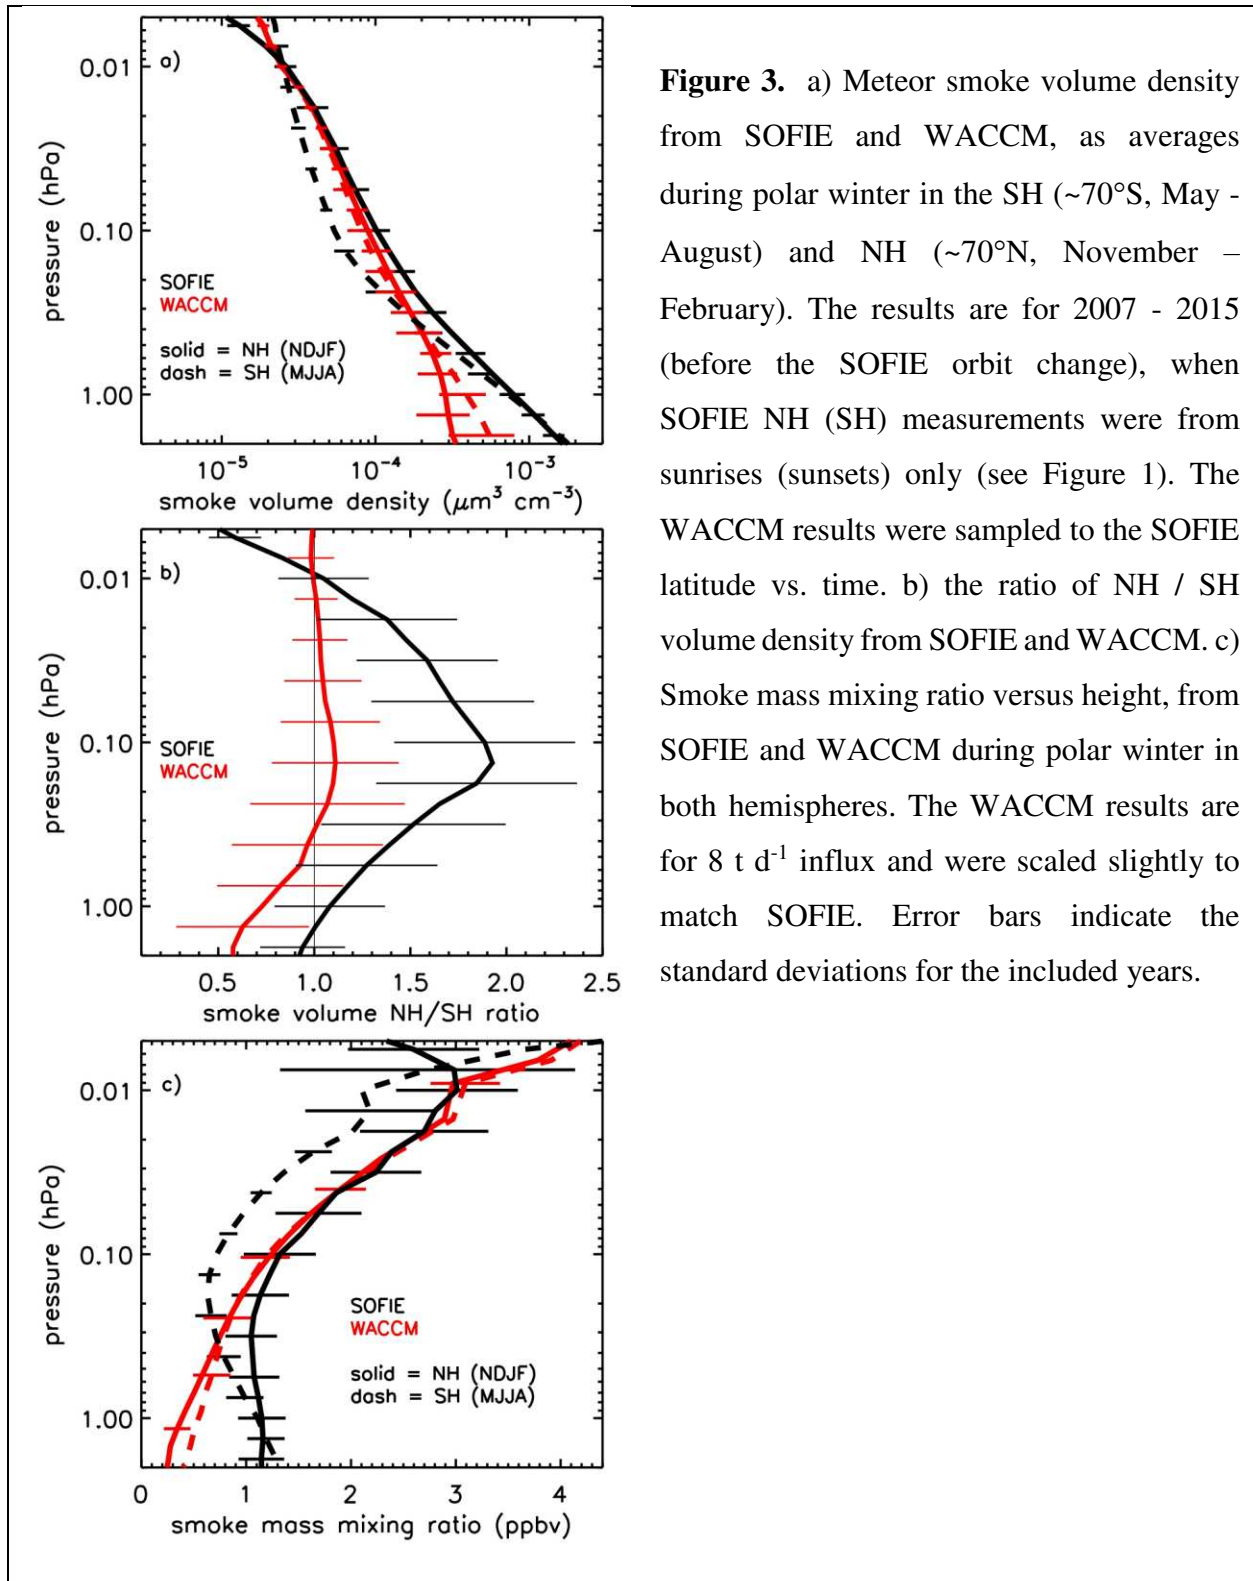 a)
0.01
0.10
1.00
pressure (hPa)
SOFIE
WACCM
solid = NH (NDJF)
dash = SH (MJJA)
10⁻⁵ 10⁻⁴ 10⁻³
smoke volume density (μm³ cm⁻³)
b)
0.01
0.10
1.00
pressure (hPa)
SOFIE
WACCM
0.5 1.0 1.5 2.0 2.5
smoke volume NH/SH ratio
c)
0.01
0.10
1.00
pressure (hPa)
SOFIE
WACCM
solid = NH (NDJF)
dash = SH (MJJA)
0 1 2 3 4
smoke mass mixing ratio (ppbv)
Figure 3. a) Meteor smoke volume density
from SOFIE and WACCM, as averages
during polar winter in the SH (~70°S, May -
August) and NH (~70°N, November –
February). The results are for 2007 - 2015
(before the SOFIE orbit change), when
SOFIE NH (SH) measurements were from
sunrises (sunsets) only (see Figure 1). The
WACCM results were sampled to the SOFIE
latitude vs. time. b) the ratio of NH / SH
volume density from SOFIE and WACCM. c)
Smoke mass mixing ratio versus height, from
SOFIE and WACCM during polar winter in
both hemispheres. The WACCM results are
for 8 t d⁻¹ influx and were scaled slightly to
match SOFIE. Error bars indicate the
standard deviations for the included years.